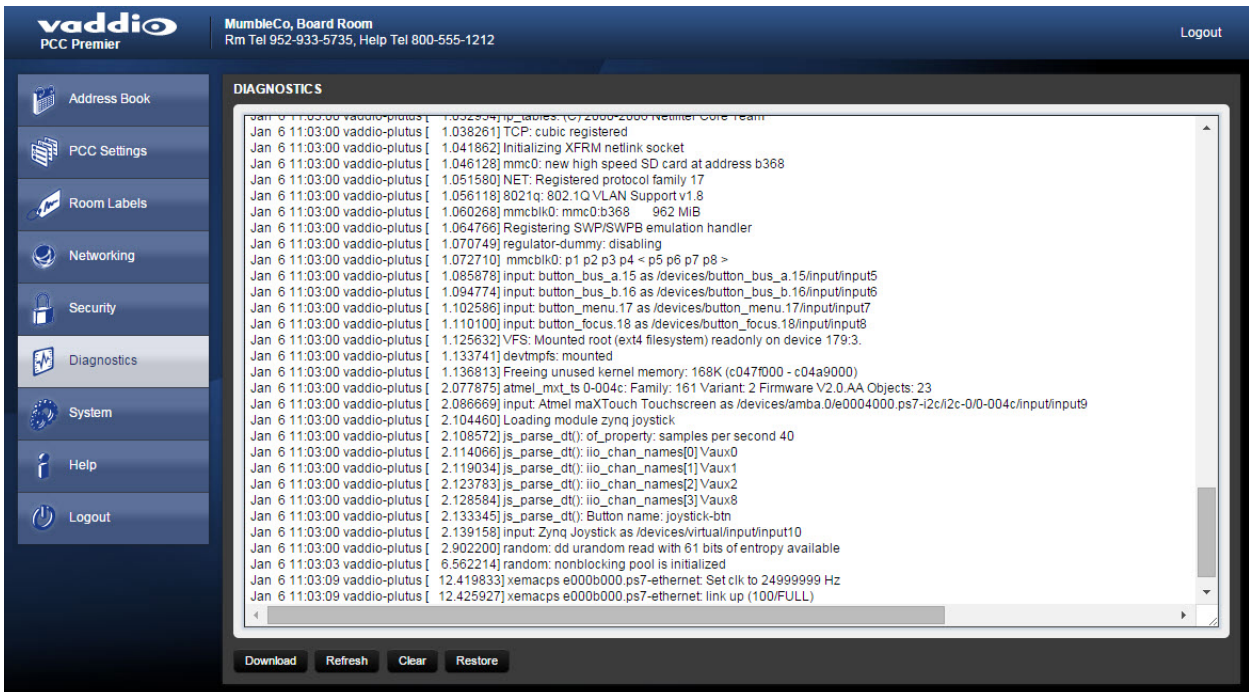 vaddio
PCC Premier
MumbleCo, Board Room
Rm Tel 952-933-5735, Help Tel 800-555-1212
Logout
Address Book
PCC Settings
Room Labels
Networking
Security
Diagnostics
System
Help
Logout
DIAGNOSTICS
Jan 6 11:03:00 vaddio-plutus [ 1.032934] ip_tables: (C) 2000-2006 Netfilter Core Team
Jan 6 11:03:00 vaddio-plutus [ 1.038261] TCP: cubic registered
Jan 6 11:03:00 vaddio-plutus [ 1.041862] Initializing XFRM netlink socket
Jan 6 11:03:00 vaddio-plutus [ 1.046128] mmc0: new high speed SD card at address b368
Jan 6 11:03:00 vaddio-plutus [ 1.051580] NET: Registered protocol family 17
Jan 6 11:03:00 vaddio-plutus [ 1.056118] 8021q: 802.1Q VLAN Support v1.8
Jan 6 11:03:00 vaddio-plutus [ 1.060268] mmcblk0: mmc0:b368 962 MiB
Jan 6 11:03:00 vaddio-plutus [ 1.064766] Registering SWP/SWPB emulation handler
Jan 6 11:03:00 vaddio-plutus [ 1.070749] regulator-dummy: disabling
Jan 6 11:03:00 vaddio-plutus [ 1.072710] mmcblk0: p1 p2 p3 p4 < p5 p6 p7 p8 >
Jan 6 11:03:00 vaddio-plutus [ 1.085878] input: button_bus_a.15 as /devices/button_bus_a.15/input/input5
Jan 6 11:03:00 vaddio-plutus [ 1.094774] input: button_bus_b.16 as /devices/button_bus_b.16/input/input6
Jan 6 11:03:00 vaddio-plutus [ 1.102586] input: button_menu.17 as /devices/button_menu.17/input/input7
Jan 6 11:03:00 vaddio-plutus [ 1.110100] input: button_focus.18 as /devices/button_focus.18/input/input8
Jan 6 11:03:00 vaddio-plutus [ 1.125632] VFS: Mounted root (ext4 filesystem) readonly on device 179:3.
Jan 6 11:03:00 vaddio-plutus [ 1.133741] devtmpfs: mounted
Jan 6 11:03:00 vaddio-plutus [ 1.136813] Freeing unused kernel memory: 168K (c047f000 - c04a9000)
Jan 6 11:03:00 vaddio-plutus [ 2.077875] atmel_mxt_ts 0-004c: Family: 161 Variant: 2 Firmware V2.0.AA Objects: 23
Jan 6 11:03:00 vaddio-plutus [ 2.086669] input: Atmel maXTouch Touchscreen as /devices/amba.0/e0004000.ps7-i2c/i2c-0/0-004c/input/input9
Jan 6 11:03:00 vaddio-plutus [ 2.104460] Loading module zynq joystick
Jan 6 11:03:00 vaddio-plutus [ 2.108572] js_parse_dt(): of_property: samples per second 40
Jan 6 11:03:00 vaddio-plutus [ 2.114066] js_parse_dt(): iio_chan_names[0] Vaux0
Jan 6 11:03:00 vaddio-plutus [ 2.119034] js_parse_dt(): iio_chan_names[1] Vaux1
Jan 6 11:03:00 vaddio-plutus [ 2.123783] js_parse_dt(): iio_chan_names[2] Vaux2
Jan 6 11:03:00 vaddio-plutus [ 2.128584] js_parse_dt(): iio_chan_names[3] Vaux8
Jan 6 11:03:00 vaddio-plutus [ 2.133345] js_parse_dt(): Button name: joystick-btn
Jan 6 11:03:00 vaddio-plutus [ 2.139158] input: Zynq Joystick as /devices/virtual/input/input10
Jan 6 11:03:00 vaddio-plutus [ 2.902200] random: dd urandom read with 61 bits of entropy available
Jan 6 11:03:03 vaddio-plutus [ 6.562214] random: nonblocking pool is initialized
Jan 6 11:03:09 vaddio-plutus [ 12.419833] xemacps e000b000.ps7-ethernet: Set clk to 24999999 Hz
Jan 6 11:03:09 vaddio-plutus [ 12.425927] xemacps e000b000.ps7-ethernet: link up (100/FULL)
Download
Refresh
Clear
Restore